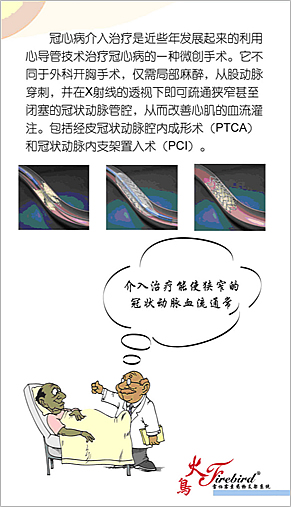 冠心病介入治疗是近些年发展起来的利用
心导管技术治疗冠心病的一种微创手术。它不
同于外科开胸手术,仅需局部麻醉,从股动脉
穿刺,并在X射线的透视下即可疏通狭窄甚至
闭塞的冠状动脉管腔,从而改善心肌的血流灌
注。包括经皮冠状动脉腔内成形术(PTCA)
和冠状动脉内支架置入术(PCI)。
介入治疗能使狭窄的
冠状动脉血流通常
火鳥
Firebird®